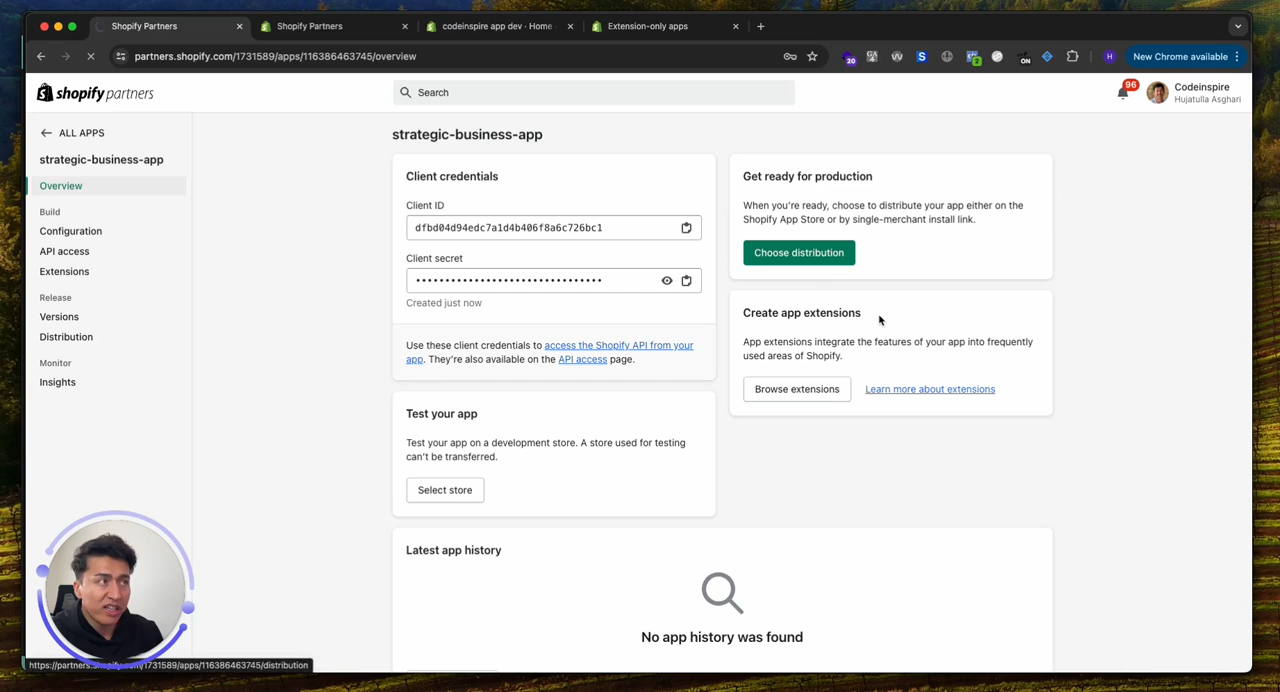 Shopify Partners
Shopify Partners
codeinspire app dev · Home
Extension-only apps
partners.shopify.com/1731589/apps/116386463745/overview
20
S
2
ON
H
New Chrome available
shopify partners
Search
96
Codeinspire
Hujatulla Asghari
ALL APPS
strategic-business-app
Overview
Build
Configuration
API access
Extensions
Release
Versions
Distribution
Monitor
Insights
strategic-business-app
Client credentials
Client ID
dfbd04d94edc7a1d4b406f8a6c726bc1
Client secret
••••••••••••••••••••••••••••••••
Created just now
Use these client credentials to access the Shopify API from your
app. They're also available on the API access page.
Test your app
Test your app on a development store. A store used for testing
can't be transferred.
Select store
Get ready for production
When you're ready, choose to distribute your app either on the
Shopify App Store or by single-merchant install link.
Choose distribution
Create app extensions
App extensions integrate the features of your app into frequently
used areas of Shopify.
Browse extensions
Learn more about extensions
Latest app history
No app history was found